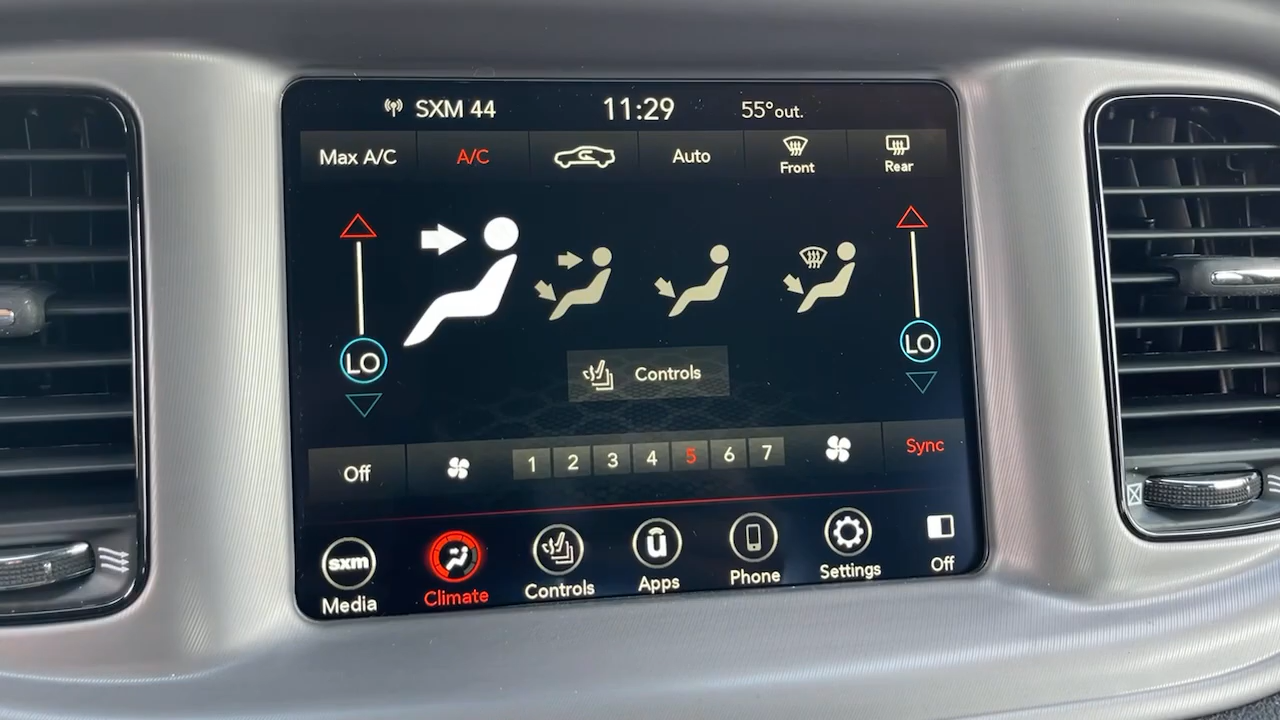 SXM 44 11:29 55° out.
Max A/C A/C Auto Front Rear
LO LO
Controls
Off 1 2 3 4 5 6 7 Sync
sxm
Media Climate Controls Apps Phone Settings Off